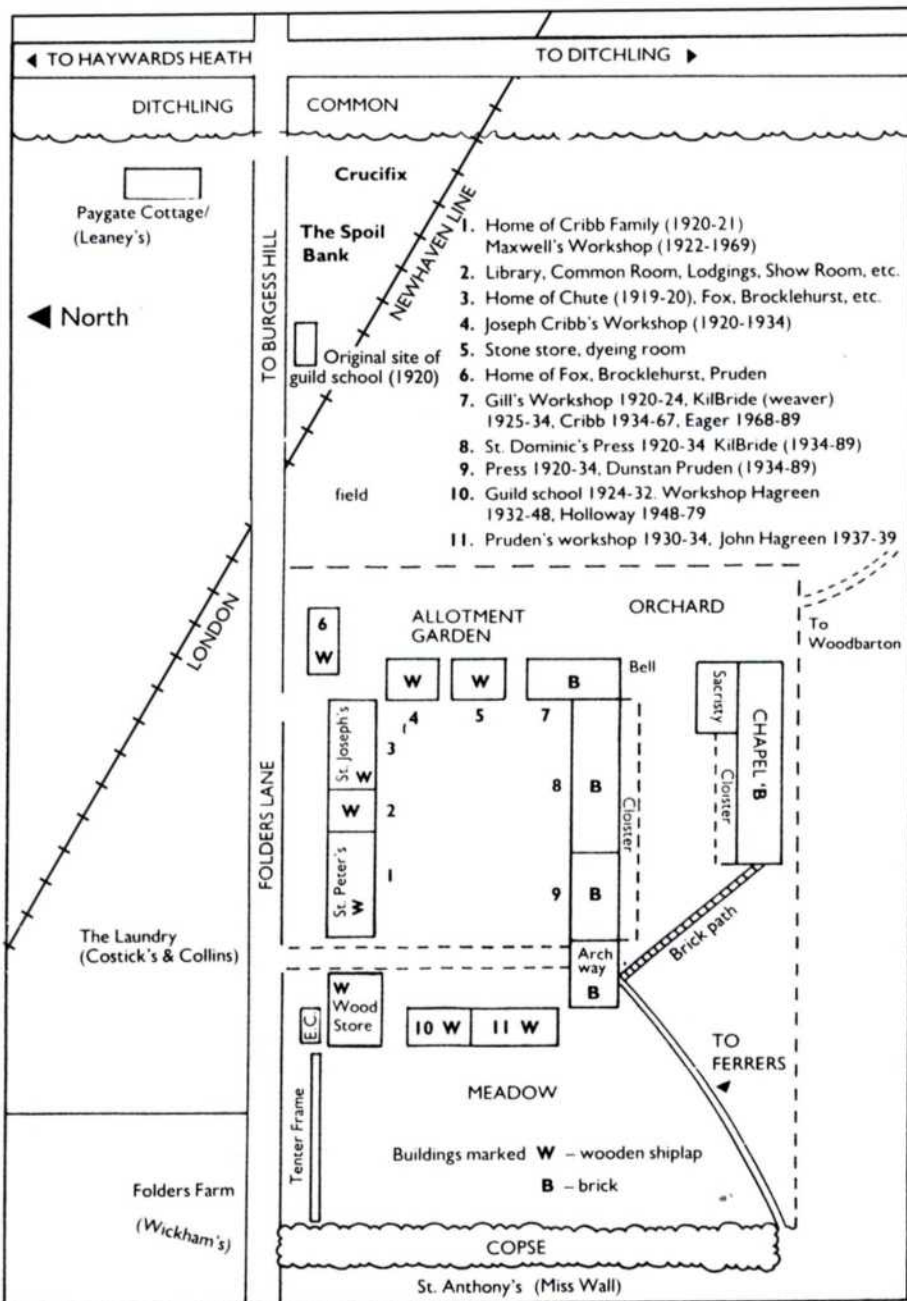 ◄ TO HAYWARDS HEATH
TO DITCHLING ►
DITCHLING
COMMON
Paygate Cottage/
(Leaney's)
◄ North
TO BURGESS HILL
Crucifix
The Spoil
Bank
NEWHAVEN LINE
Original site of
guild school (1920)
field
1. Home of Cribb Family (1920-21)
Maxwell's Workshop (1922-1969)
2. Library, Common Room, Lodgings, Show Room, etc.
3. Home of Chute (1919-20), Fox, Brocklehurst, etc.
4. Joseph Cribb's Workshop (1920-1934)
5. Stone store, dyeing room
6. Home of Fox, Brocklehurst, Pruden
7. Gill's Workshop 1920-24, KilBride (weaver)
1925-34, Cribb 1934-67, Eager 1968-89
8. St. Dominic's Press 1920-34 KilBride (1934-89)
9. Press 1920-34, Dunstan Pruden (1934-89)
10. Guild school 1924-32. Workshop Hagreen
1932-48, Holloway 1948-79
11. Pruden's workshop 1930-34, John Hagreen 1937-39
LONDON
FOLDERS LANE
6
W
ALLOTMENT
GARDEN
ORCHARD
To
Woodbarton
W
W
B
Bell
4
5
7
St. Joseph's
W
3
W
2
St. Peter's
W
1
8
B
9
B
Cloister
Sacristy
Cloister
CHAPEL 'B
Brick path
Arch
way
B
The Laundry
(Costick's & Collins)
E.C.
W
Wood
Store
10 W
11 W
TO
FERRERS
◄
MEADOW
Tenter Frame
Buildings marked W – wooden shiplap
B – brick
Folders Farm
(Wickham's)
COPSE
St. Anthony's (Miss Wall)